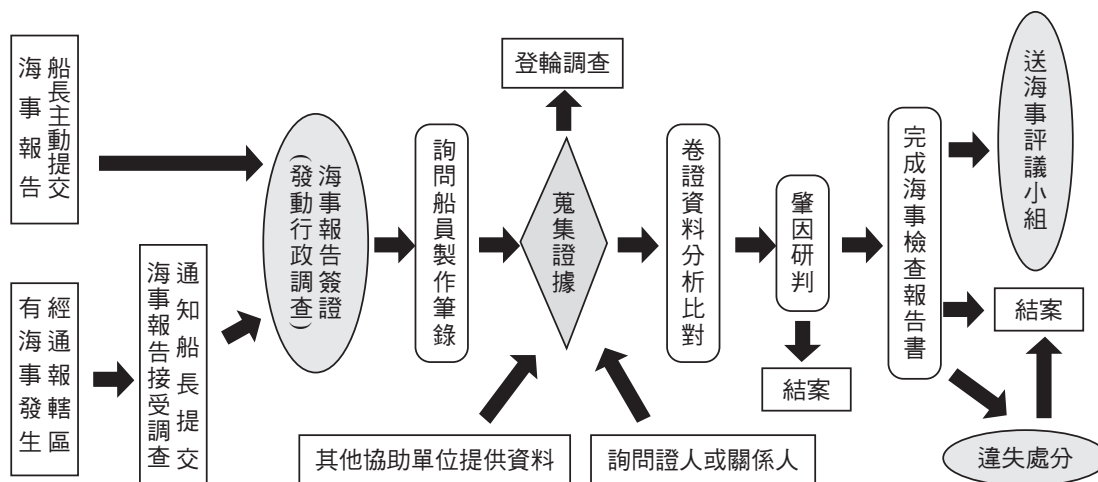 船長主動提交
海事報告
經通報轄區
有海事發生
通知船長提交
海事報告接受調查
海事報告簽證
(發動行政調查)
詢問船員製作筆錄
登輪調查
蒐集證據
其他協助單位提供資料
詢問證人或關係人
卷證資料分析比對
肇因研判
結案
完成海事檢查報告書
送海事評議小組
結案
違失處分